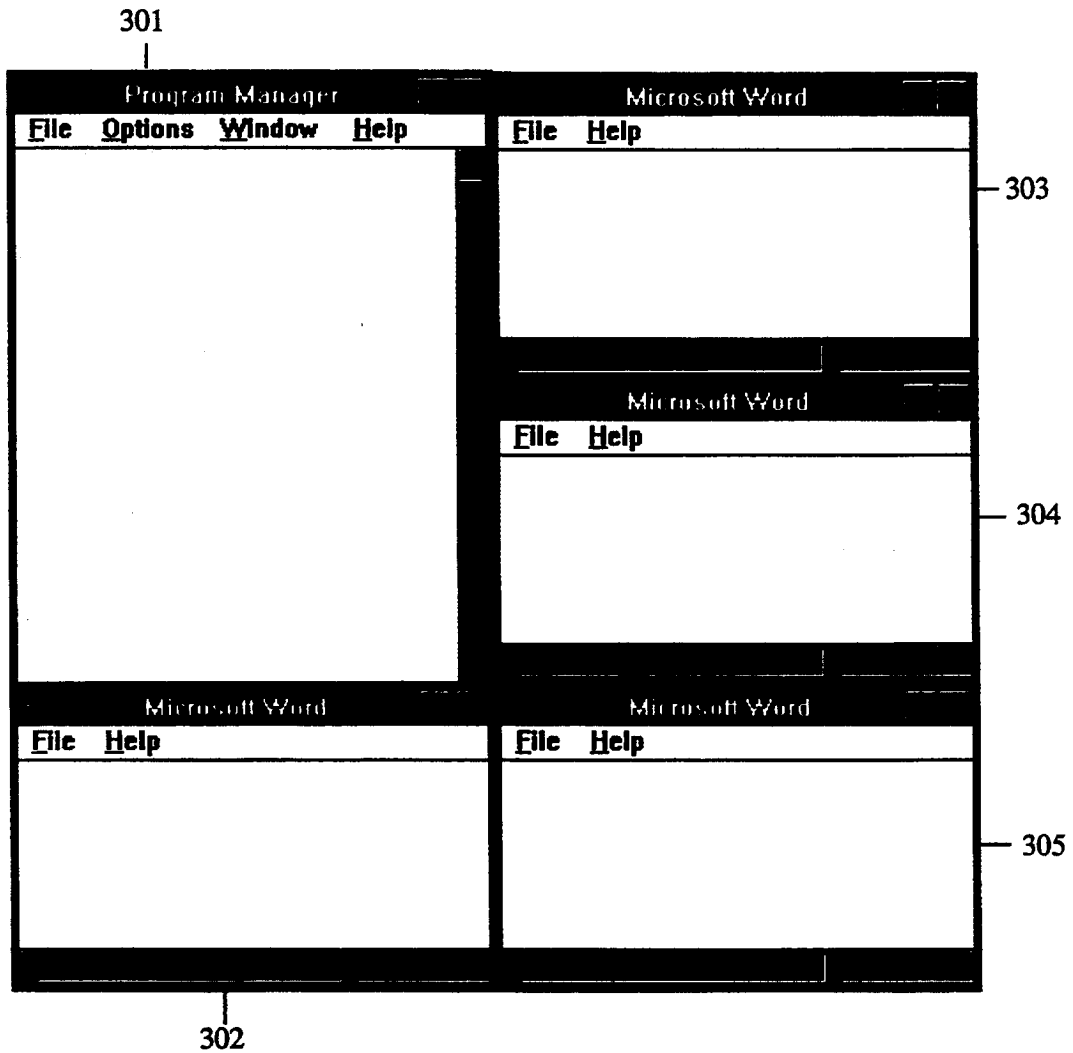 301
Program Manager
File Options Window Help
Microsoft Word
File Help
303
Microsoft Word
File Help
304
Microsoft Word
File Help
302
Microsoft Word
File Help
305